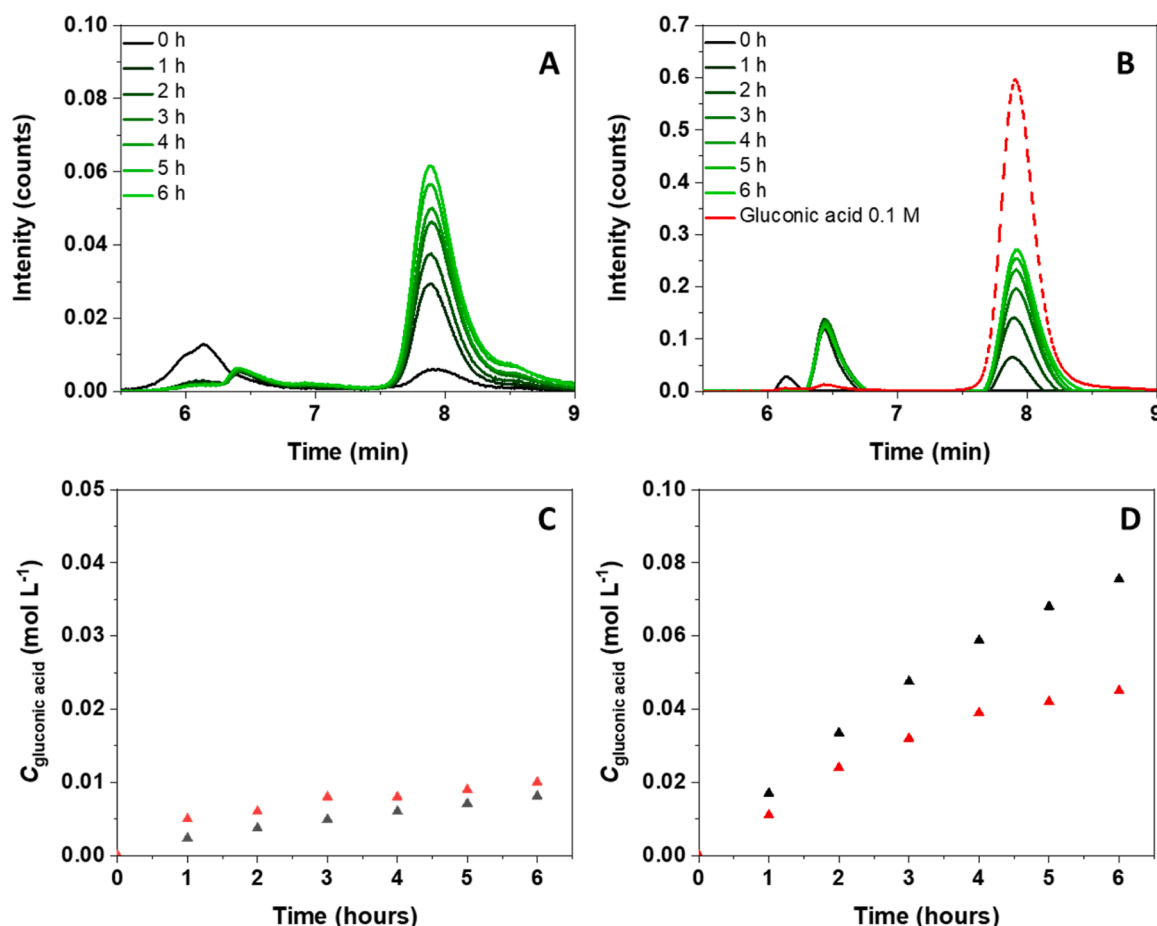 A
0 h
1 h
2 h
3 h
4 h
5 h
6 h
Intenity (counts)
0.10
0.08
0.06
0.04
0.02
0.00
6
7
8
9
Time (min)
B
0 h
1 h
2 h
3 h
4 h
5 h
6 h
Gluconic acid 0.1 M
Intenity (counts)
0.7
0.6
0.5
0.4
0.3
0.2
0.1
0.0
6
7
8
9
Time (min)
C
C gluconic acid (mol L-1)
0.05
0.04
0.03
0.02
0.01
0.00
0
1
2
3
4
5
6
Time (hours)
D
C gluconic acid (mol L-1)
0.10
0.08
0.06
0.04
0.02
0.00
0
1
2
3
4
5
6
Time (hours)